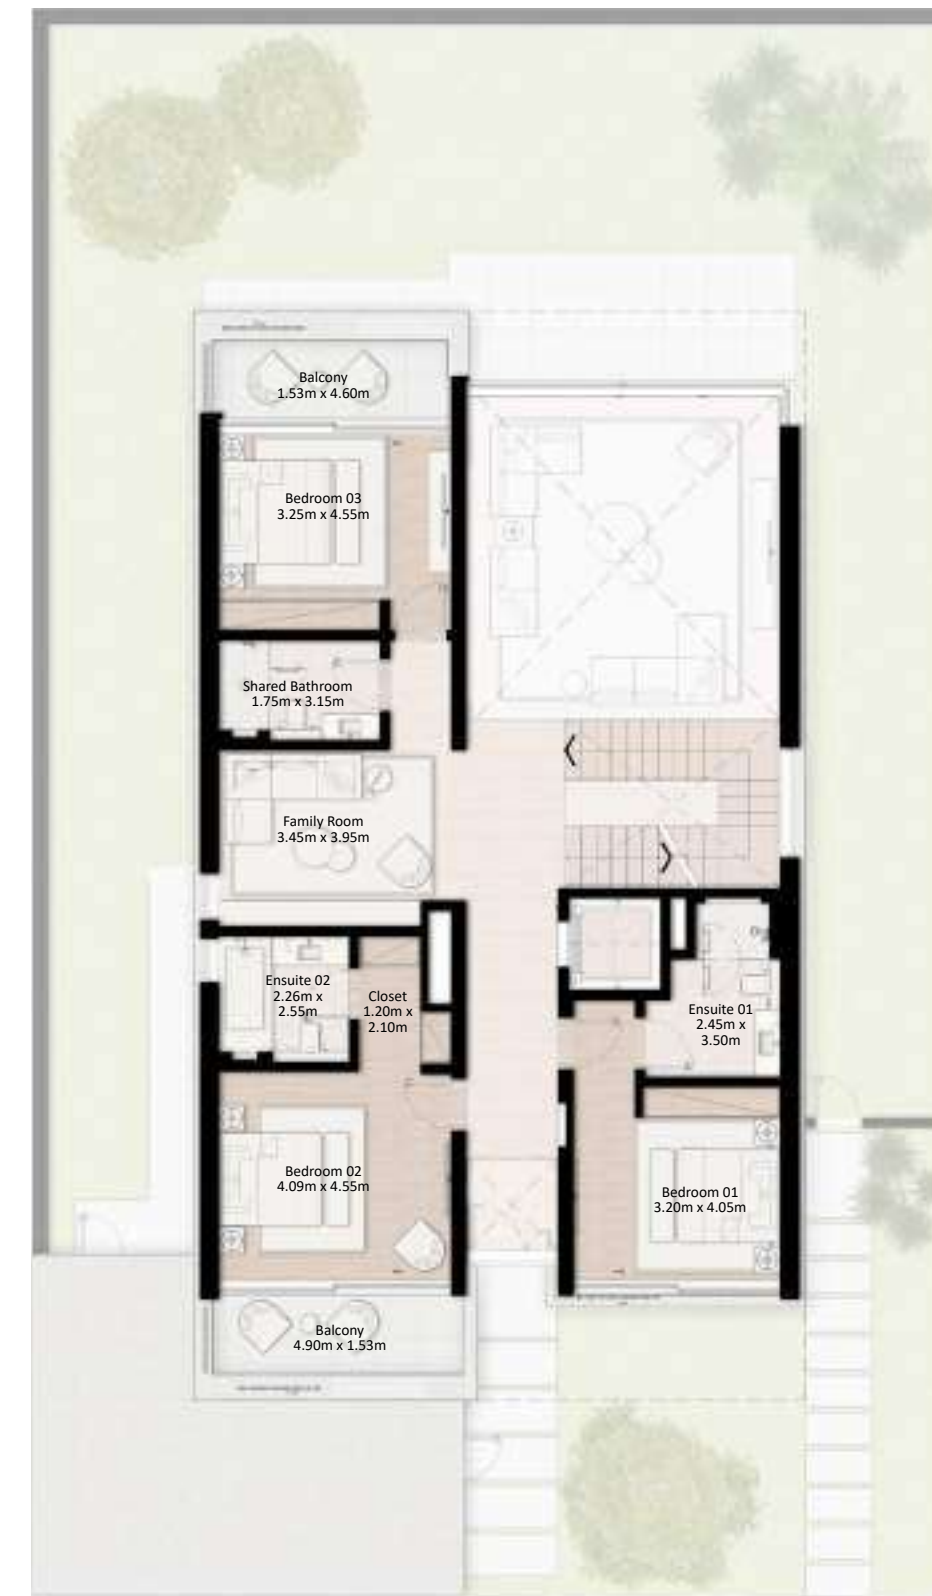 Balcony
1.53m x 4.60m
Bedroom 03
3.25m x 4.55m
Shared Bathroom
1.75m x 3.15m
Family Room
3.45m x 3.95m
Ensuite 02
2.26m x
2.55m
Closet
1.20m x
2.10m
Ensuite 01
2.45m x
3.50m
Bedroom 02
4.09m x 4.55m
Bedroom 01
3.20m x 4.05m
Balcony
4.90m x 1.53m